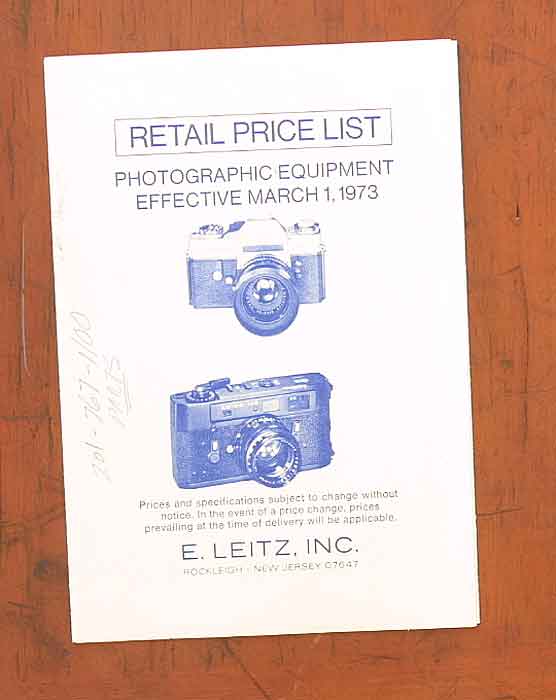 RETAIL PRICE LIST
PHOTOGRAPHIC EQUIPMENT
EFFECTIVE MARCH 1, 1973
Prices and specifications subject to change without
notice. In the event of a price change, prices
prevailing at the time of delivery will be applicable.
E. LEITZ, INC.
ROCKLEIGH · NEW JERSEY 07647
201-767-1100